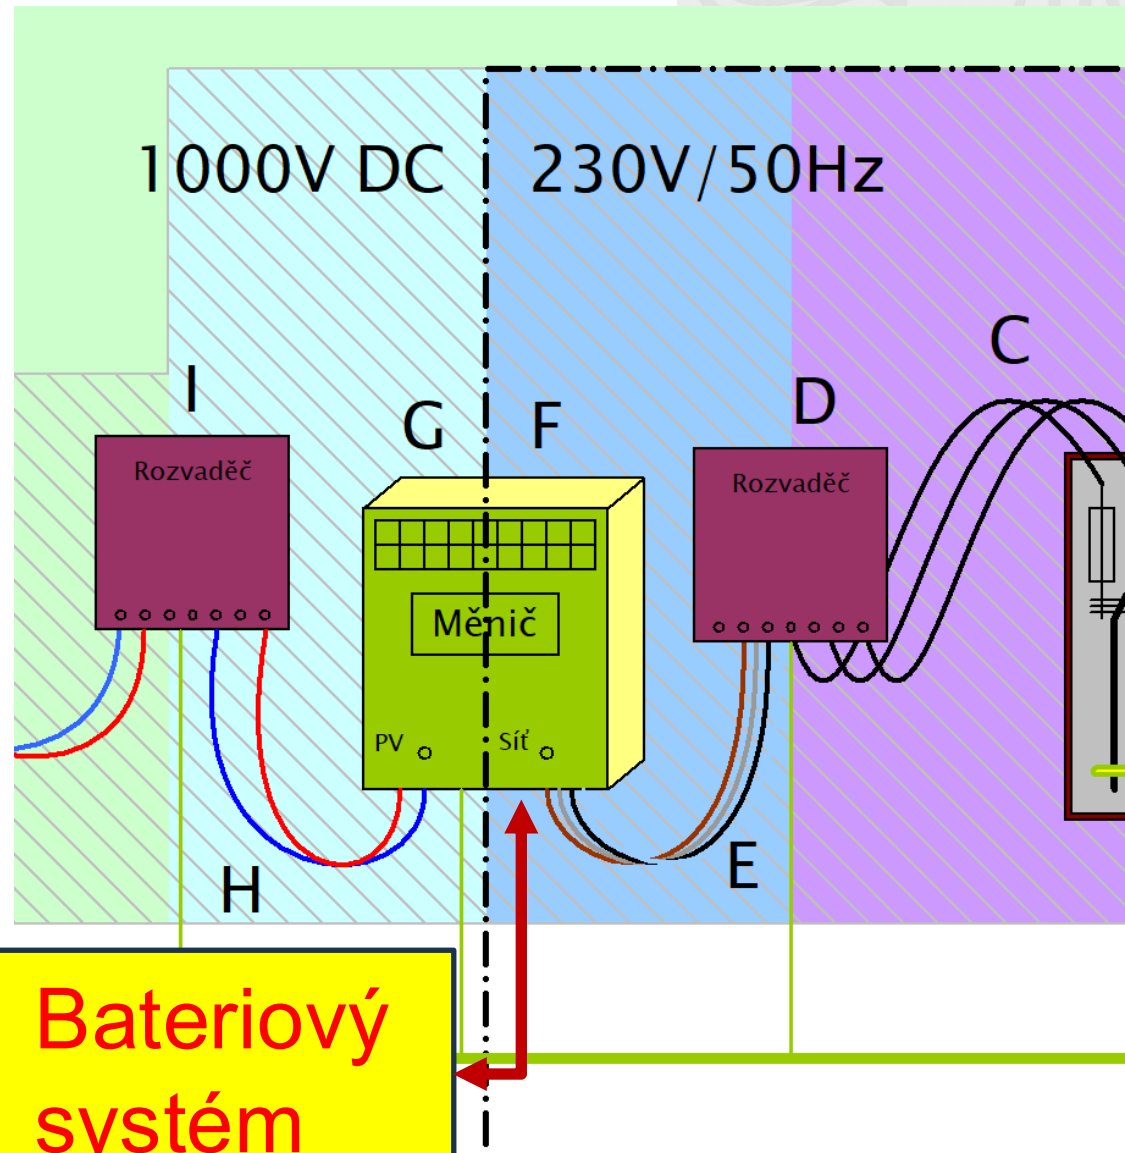 1000V DC
230V/50Hz
C
I
D
G
F
Rozvaděč
Rozvaděč
Měnič
PV
Síť
E
H
Bateriový
systém